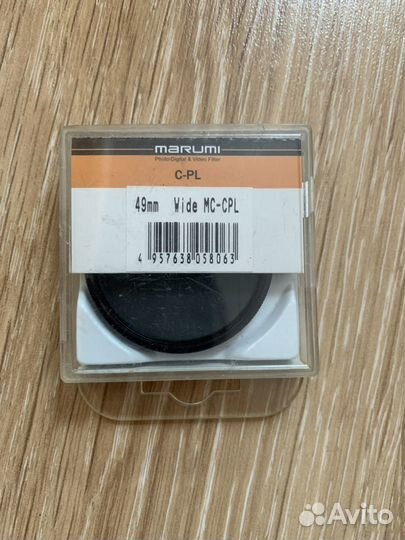 marumi
Photo-Digital & Video Filter
C-PL
49mm Wide MC-CPL
4 957638 058063
Avito